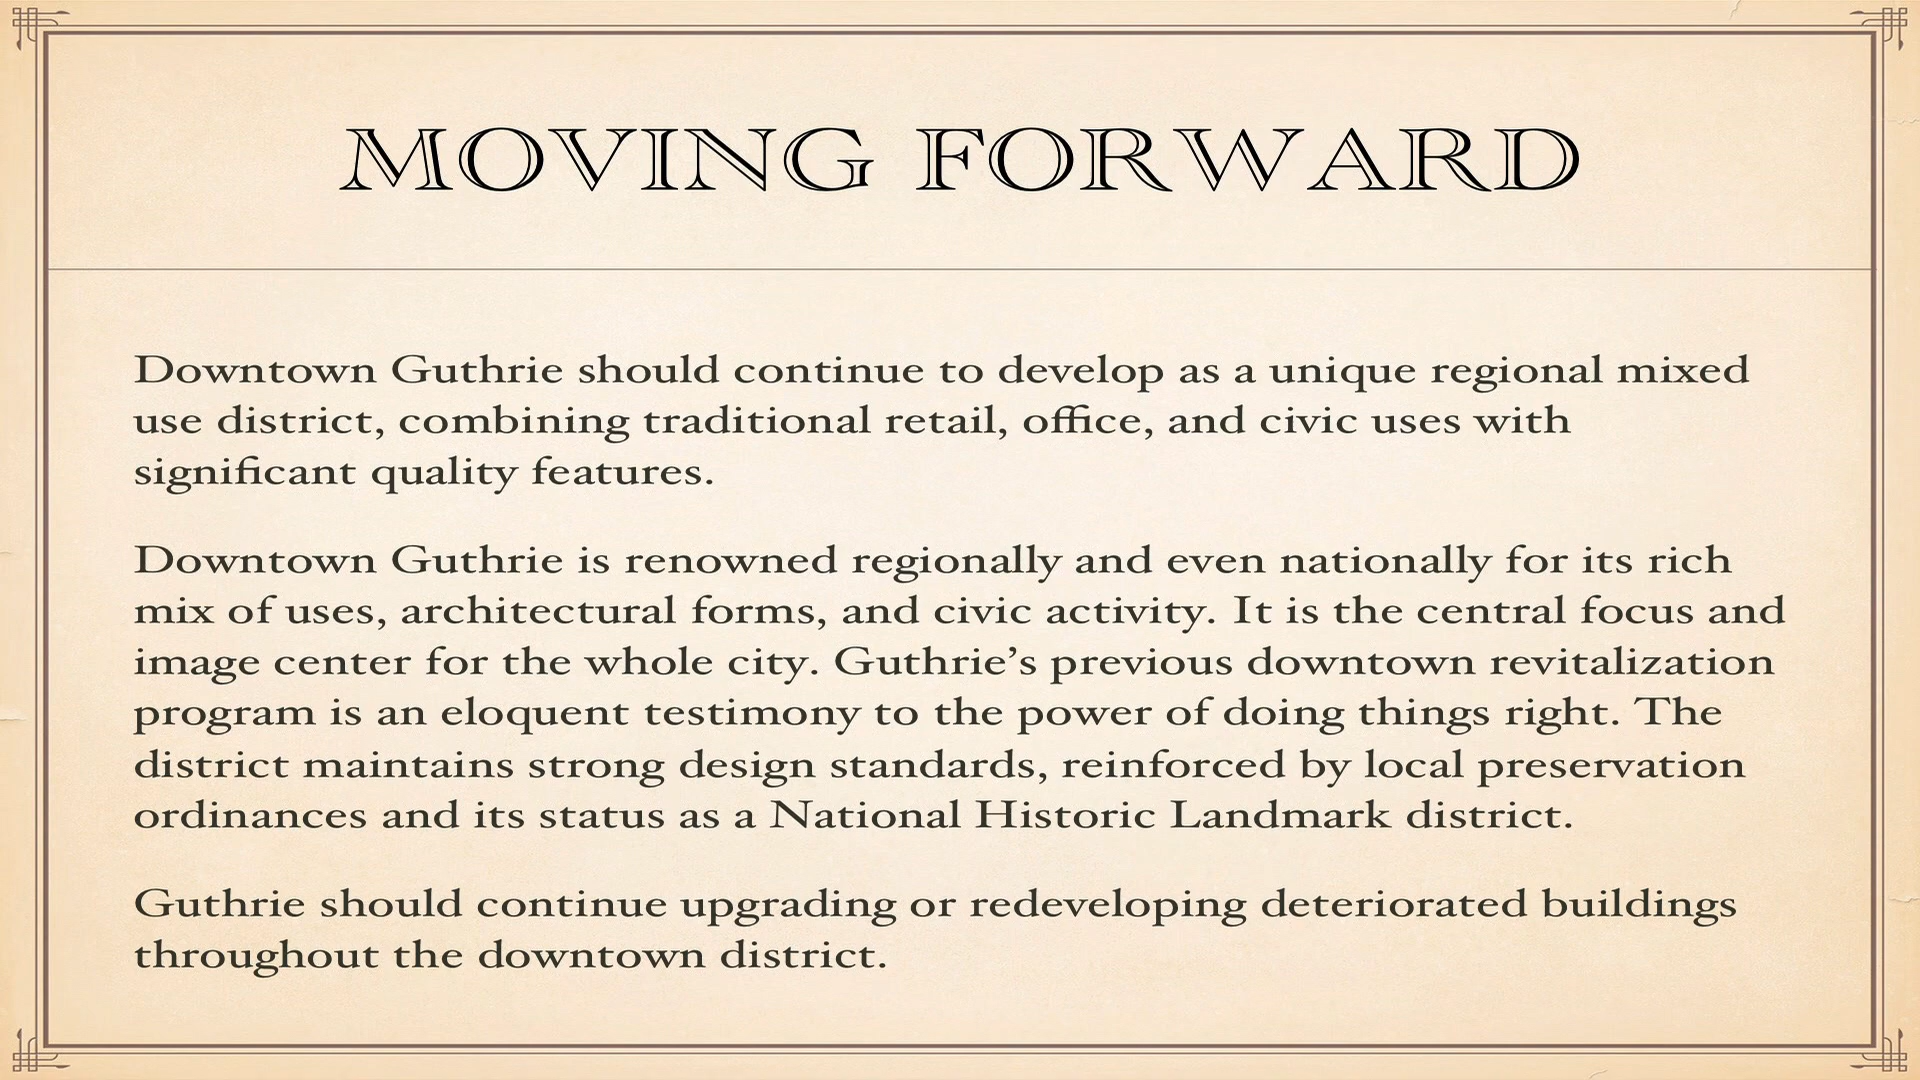 MOVING FORWARD
Downtown Guthrie should continue to develop as a unique regional mixed
use district, combining traditional retail, office, and civic uses with
significant quality features.
Downtown Guthrie is renowned regionally and even nationally for its rich
mix of uses, architectural forms, and civic activity. It is the central focus and
image center for the whole city. Guthrie’s previous downtown revitalization
program is an eloquent testimony to the power of doing things right. The
district maintains strong design standards, reinforced by local preservation
ordinances and its status as a National Historic Landmark district.
Guthrie should continue upgrading or redeveloping deteriorated buildings
throughout the downtown district.